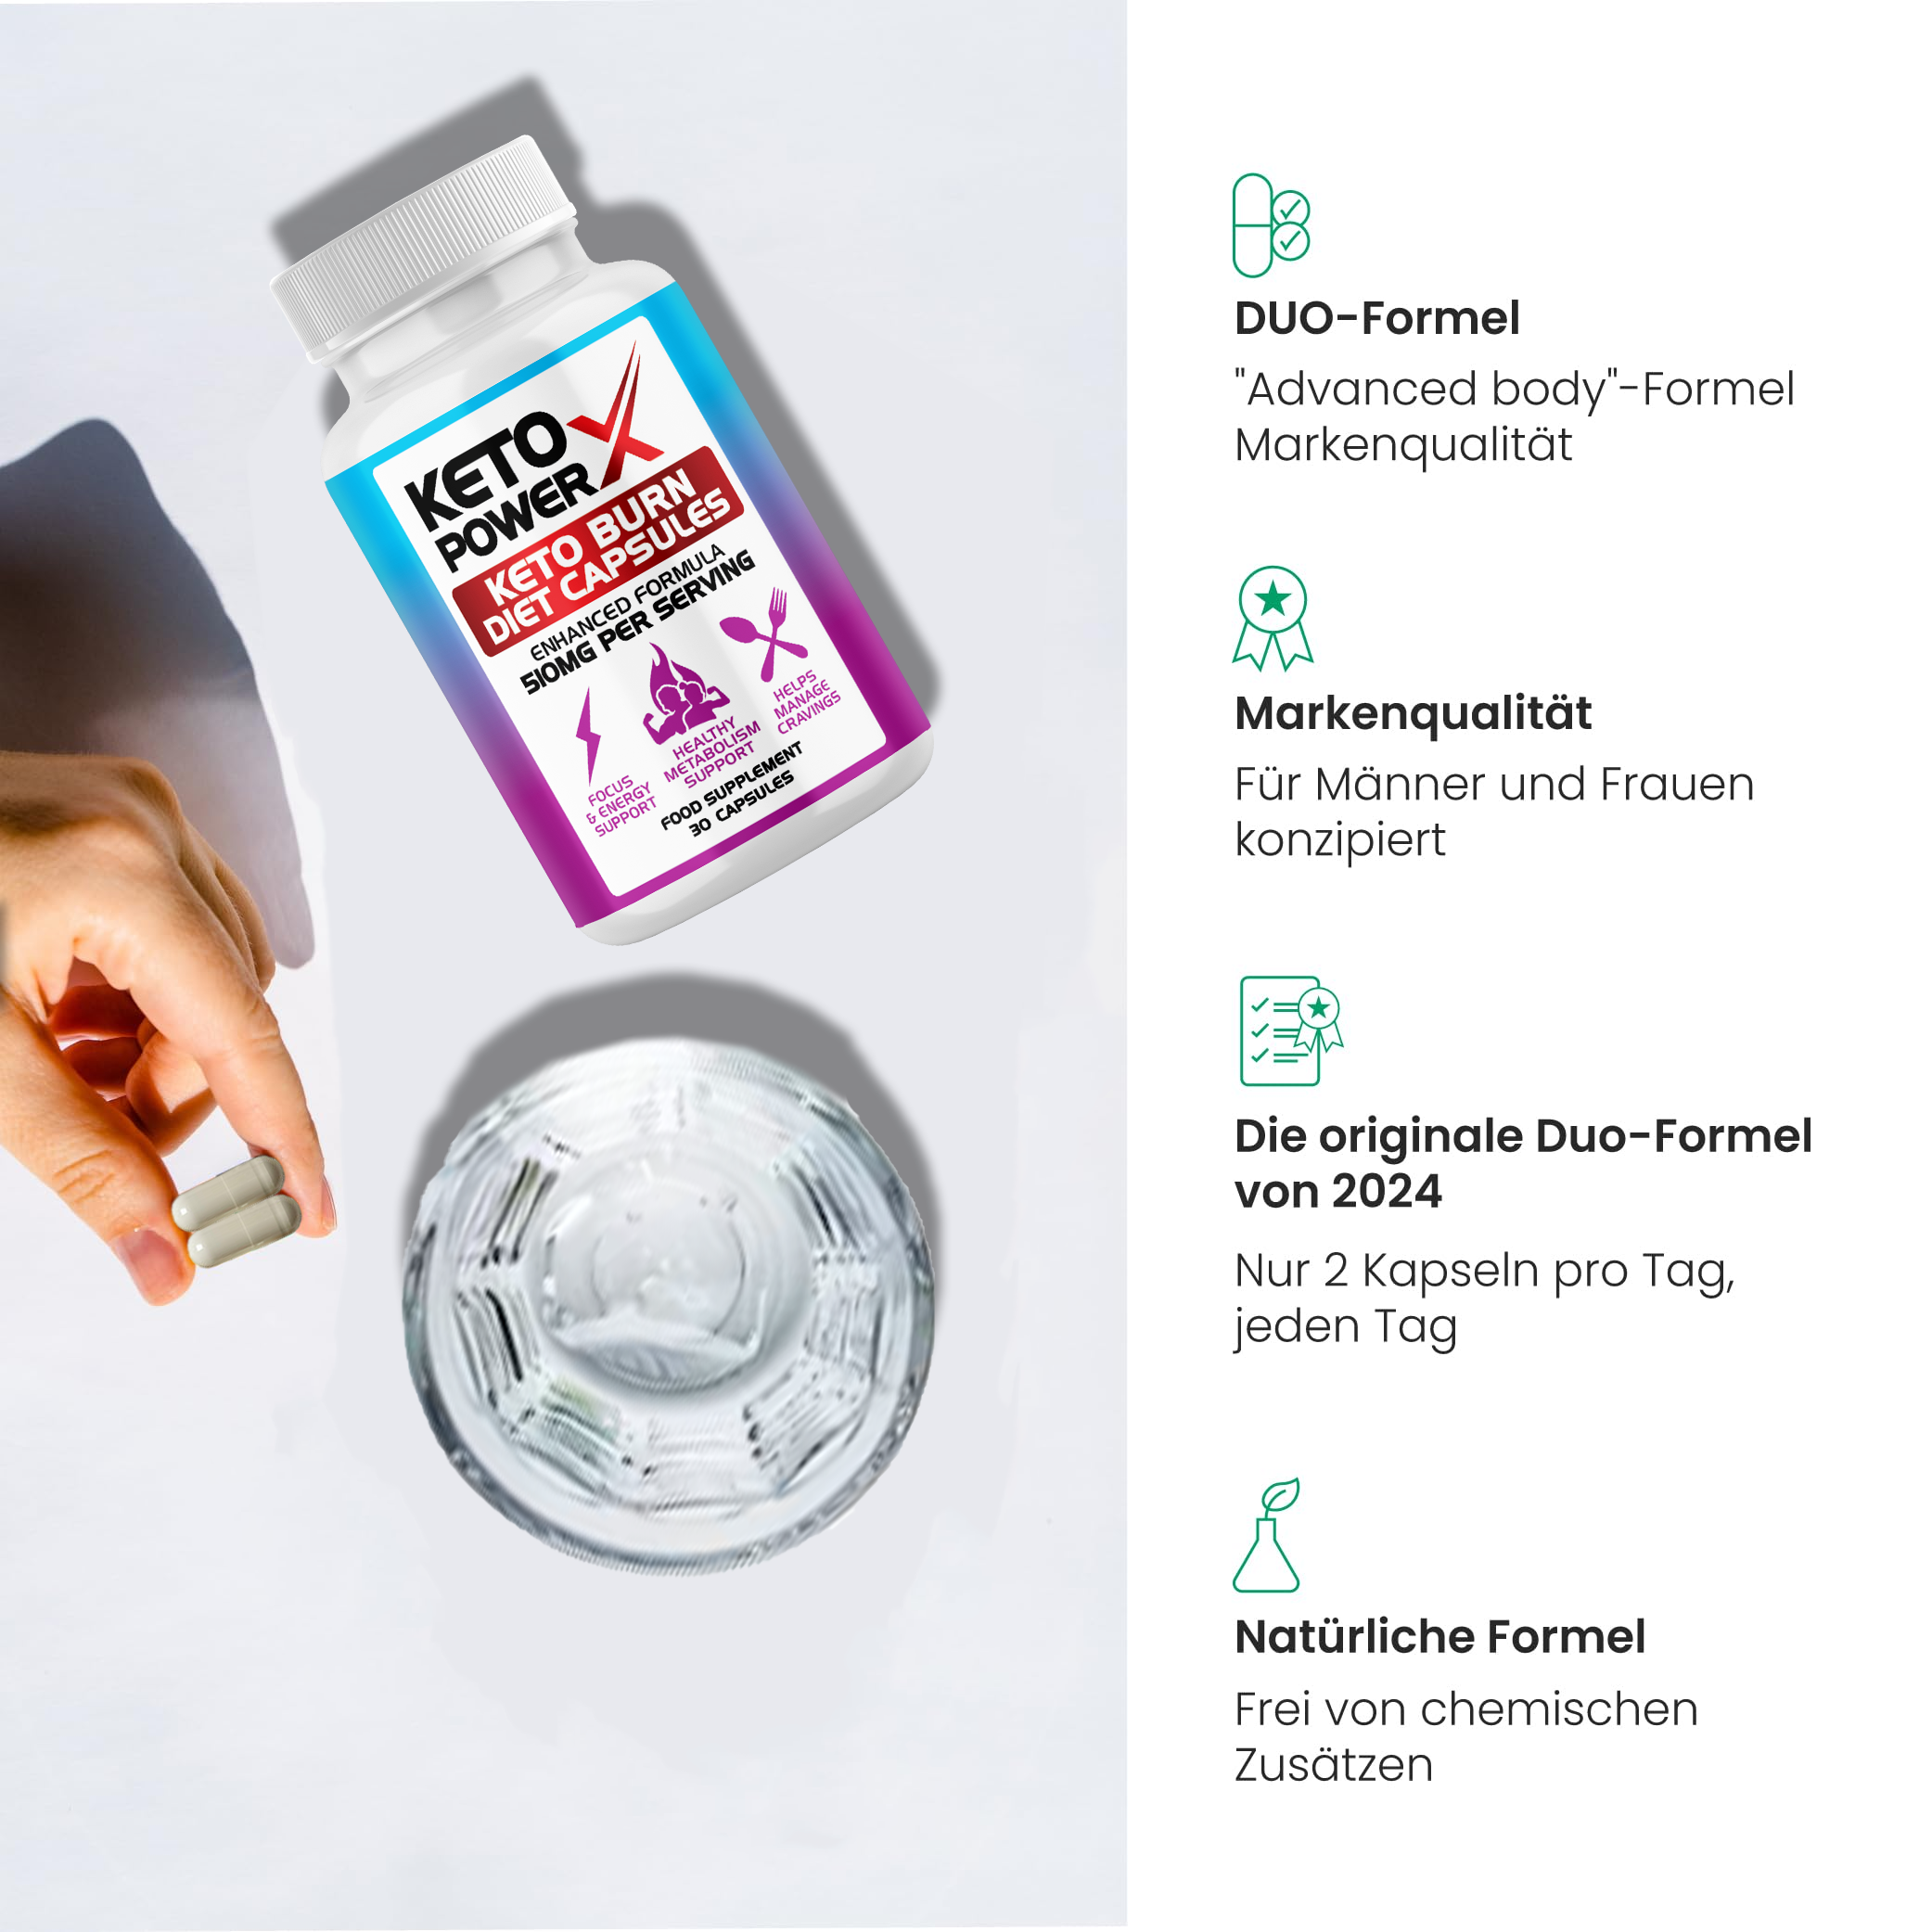 KETO
POWER X
KETO BURN
DIET CAPSULES
ENHANCED FORMULA
510MG PER SERVING
FOCUS
& ENERGY
SUPPORT
HEALTHY
METABOLISM
SUPPORT
HELPS
MANAGE
CRAVINGS
FOOD SUPPLEMENT
30 CAPSULES
DUO-Formel
"Advanced body"-Formel
Markenqualität
Markenqualität
Für Männer und Frauen
konzipiert
Die originale Duo-Formel
von 2024
Nur 2 Kapseln pro Tag,
jeden Tag
Natürliche Formel
Frei von chemischen
Zusätzen